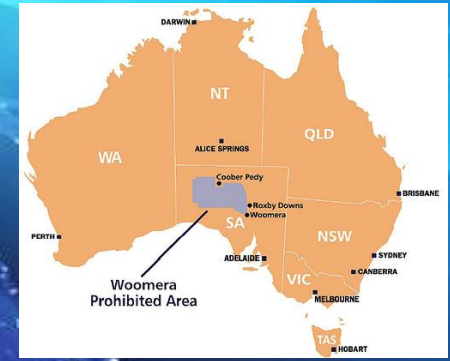 DARWIN
NT
QLD
ALICE SPRINGS
WA
Coober Pedy
BRISBANE
Roxby Downs
Woomera
SA
NSW
PERTH
ADELAIDE
SYDNEY
CANBERRA
VIC
Woomera
Prohibited Area
MELBOURNE
TAS
HOBART